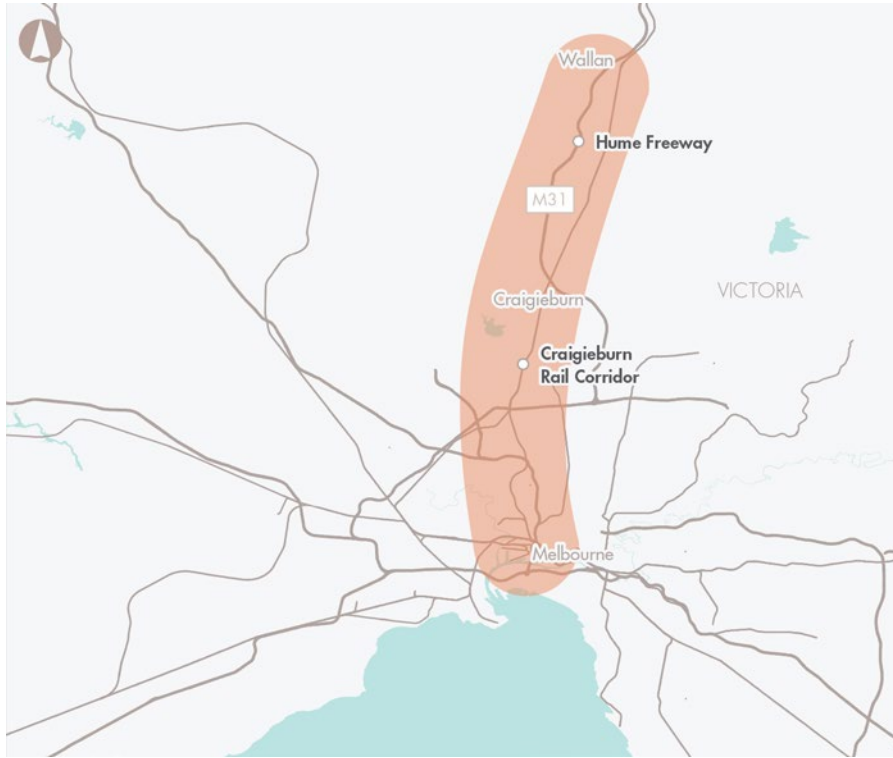 Wallan
Hume Freeway
M31
VICTORIA
Craigieburn
Craigieburn
Rail Corridor
Melbourne